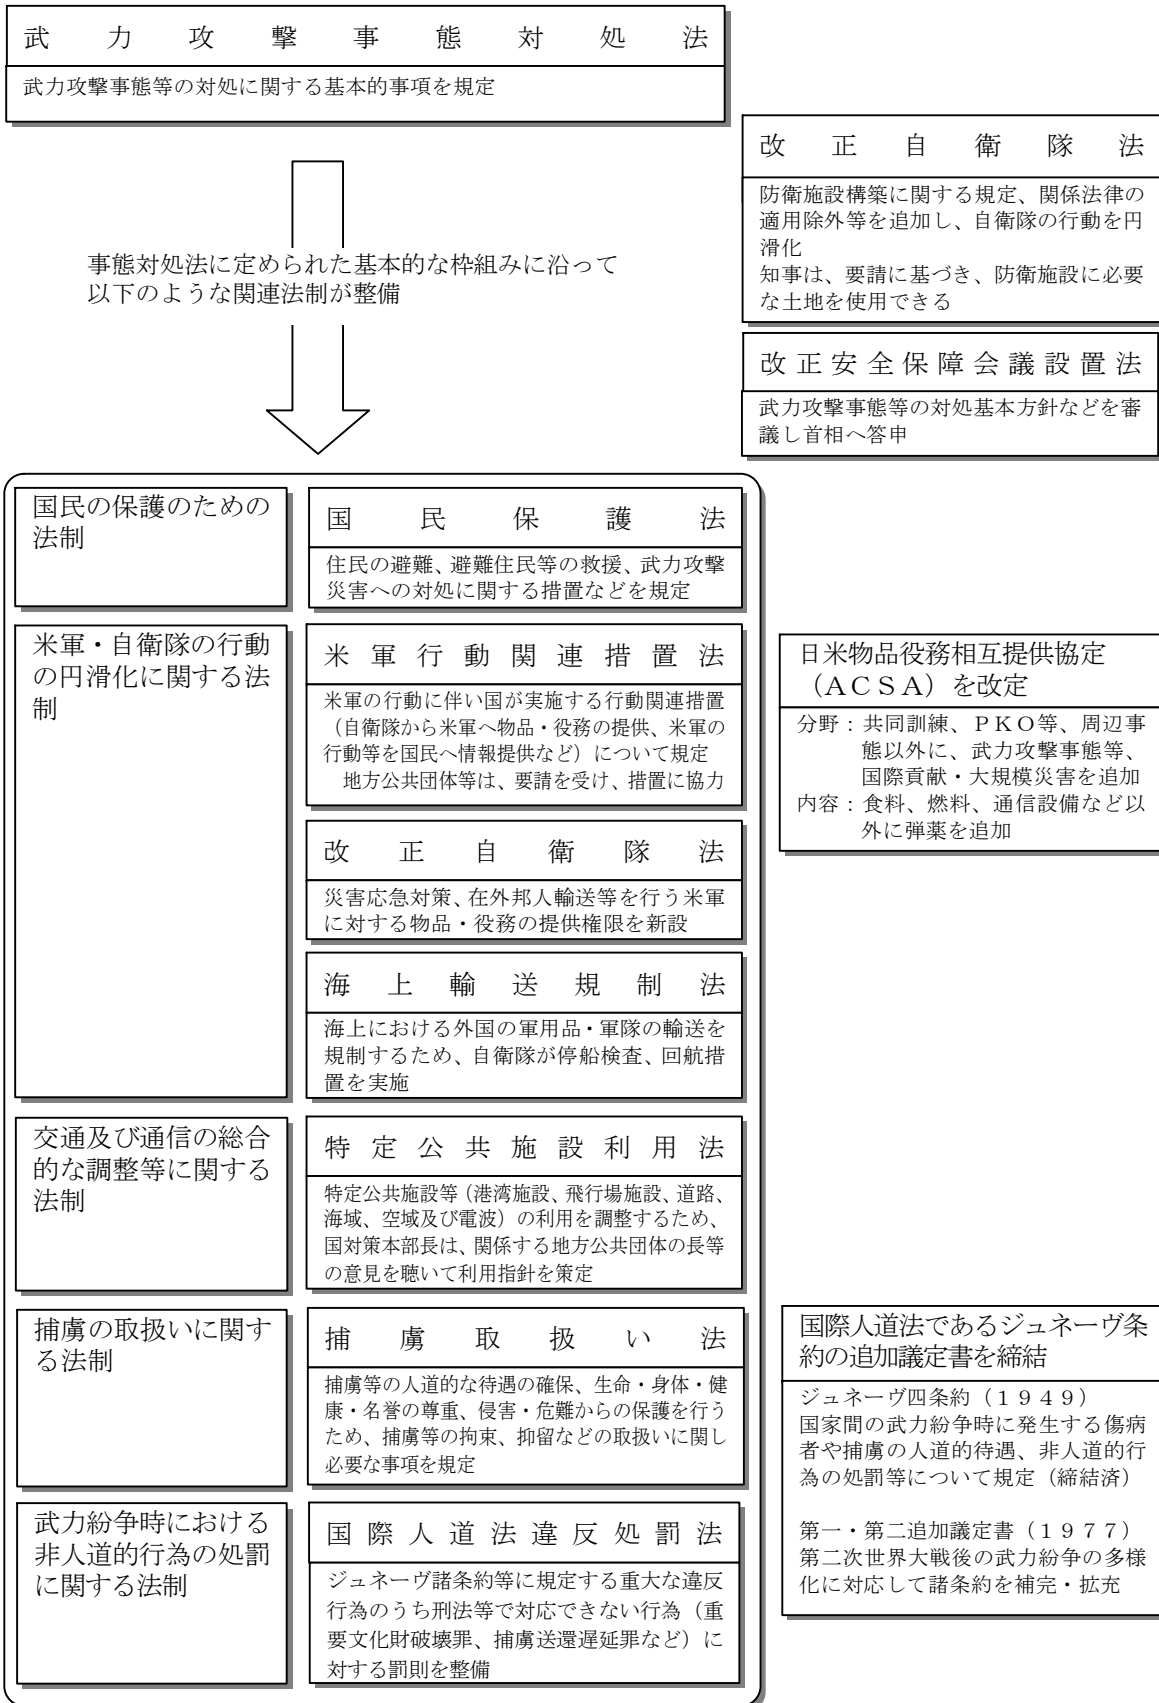 武力攻撃事態対処法
武力攻撃事態等の対処に関する基本的事項を規定
改正自衛隊法
防衛施設構築に関する規定、関係法律の
適用除外等を追加し、自衛隊の行動を円
滑化
知事は、要請に基づき、防衛施設に必要
な土地を使用できる
事態対処法に定められた基本的な枠組みに沿って
以下のような関連法制が整備
改正安全保障会議設置法
武力攻撃事態等の対処基本方針などを審
議し首相へ答申
国民の保護のための
法制
国民保護法
住民の避難、避難住民等の救援、武力攻撃
災害への対処に関する措置などを規定
米軍・自衛隊の行動
の円滑化に関する法
制
米軍行動関連措置法
米軍の行動に伴い国が実施する行動関連措置
(自衛隊から米軍へ物品・役務の提供、米軍の
行動等を国民へ情報提供など)について規定
地方公共団体等は、要請を受け、措置に協力
日米物品役務相互提供協定
(ACSA)を改定
分野:共同訓練、PKO等、周辺事
態以外に、武力攻撃事態等、
国際貢献・大規模災害を追加
内容:食料、燃料、通信設備など以
外に弾薬を追加
改正自衛隊法
災害応急対策、在外邦人輸送等を行う米軍
に対する物品・役務の提供権限を新設
海上輸送規制法
海上における外国の軍用品・軍隊の輸送を
規制するため、自衛隊が停船検査、回航措
置を実施
交通及び通信の総合
的な調整等に関する
法制
特定公共施設利用法
特定公共施設等(港湾施設、飛行場施設、道路、
海域、空域及び電波)の利用を調整するため、
国対策本部長は、関係する地方公共団体の長等
の意見を聴いて利用指針を策定
捕虜の取扱いに関す
る法制
捕虜取扱い法
捕虜等の人道的な待遇の確保、生命・身体・健
康・名誉の尊重、侵害・危難からの保護を行う
ため、捕虜等の拘束、抑留などの取扱いに関し
必要な事項を規定
国際人道法であるジュネーヴ条
約の追加議定書を締結
ジュネーヴ四条約(1949)
国家間の武力紛争時に発生する傷病
者や捕虜の人道的待遇、非人道的行
為の処罰等について規定(締結済)
第一・第二追加議定書(1977)
第二次世界大戦後の武力紛争の多様
化に対応して諸条約を補完・拡充
武力紛争時における
非人道的行為の処罰
に関する法制
国際人道法違反処罰法
ジュネーヴ諸条約等に規定する重大な違反
行為のうち刑法等で対応できない行為(重
要文化財破壊罪、捕虜送還遅延罪など)に
対する罰則を整備